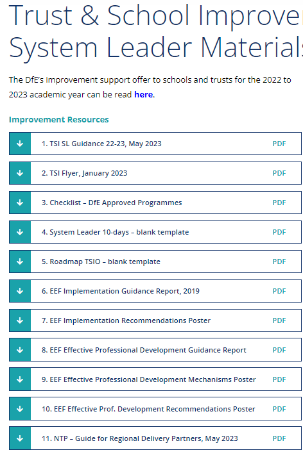 Trust & School Improve
System Leader Material
The DfE's improvement support offer to schools and trusts for the 2022 to
2023 academic year can be read here.
Improvement Resources
1. TSI SL Guidance 22-23, May 2023 PDF
2. TSI Flyer, January 2023 PDF
3. Checklist – DfE Approved Programmes PDF
4. System Leader 10-days – blank template PDF
5. Roadmap TSIO – blank template PDF
6. EEF Implementation Guidance Report, 2019 PDF
7. EEF Implementation Recommendations Poster PDF
8. EEF Effective Professional Development Guidance Report PDF
9. EEF Effective Professional Development Mechanisms Poster PDF
10. EEF Effective Prof. Development Recommendations Poster PDF
11. NTP – Guide for Regional Delivery Partners, May 2023 PDF